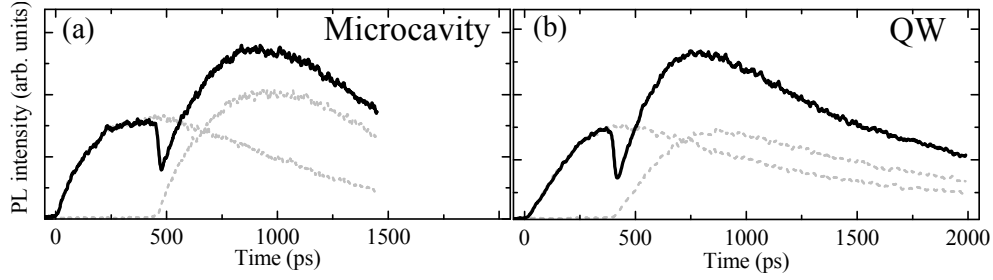 (a) Microcavity
(b) QW
PL intensity (arb. units)
0 500 1000 1500
0 500 1000 1500 2000
Time (ps)
Time (ps)